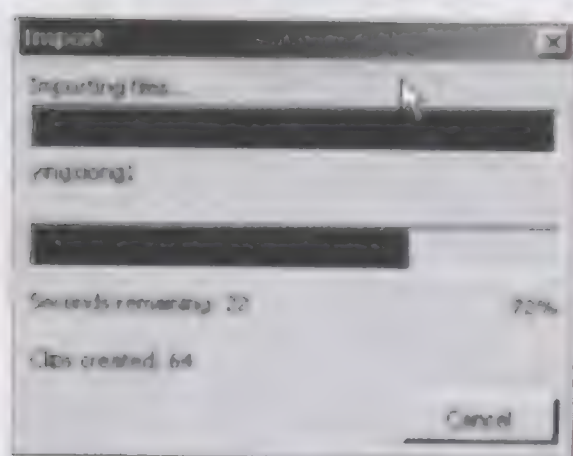 Import
Importing files...
Seconds remaining: 22
72%
Clips created: 64
Cancel